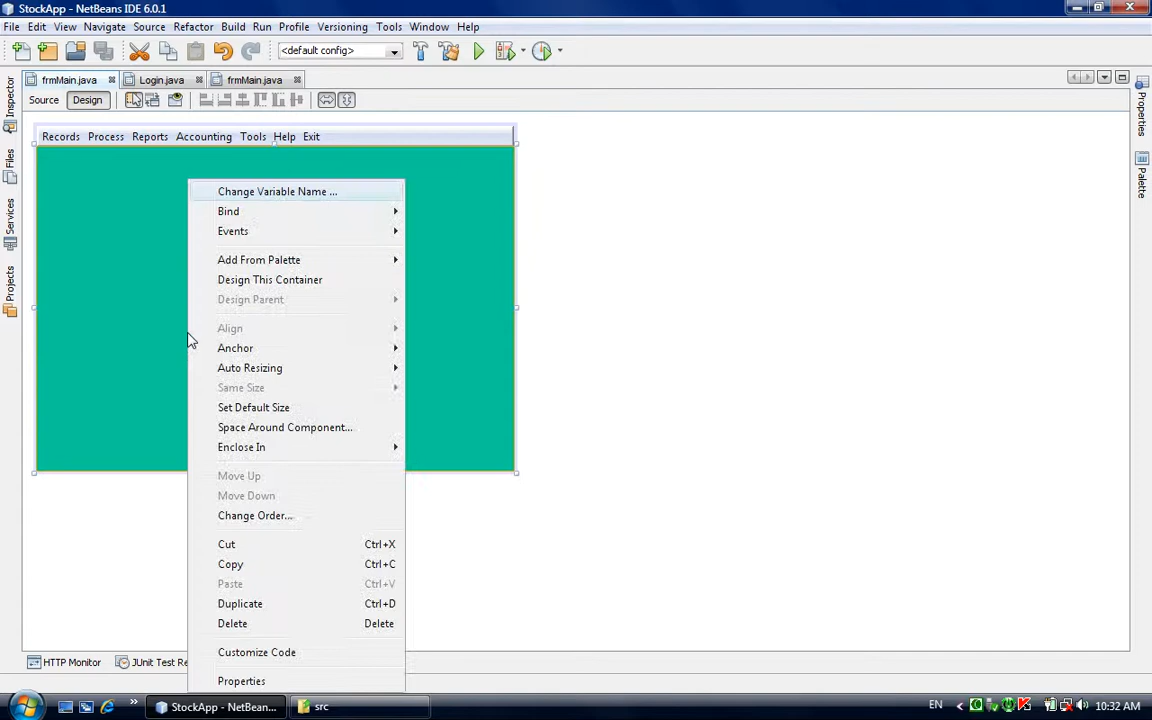 StockApp - NetBeans IDE 6.0.1
File Edit View Navigate Source Refactor Build Run Profile Versioning Tools Window Help
<default config>
frmMain.java Login.java frmMain.java
Source Design
Inspector
Files
Services
Projects
Properties
Palette
Records Process Reports Accounting Tools Help Exit
Change Variable Name ...
Bind
Events
Add From Palette
Design This Container
Design Parent
Align
Anchor
Auto Resizing
Same Size
Set Default Size
Space Around Component...
Enclose In
Move Up
Move Down
Change Order...
Cut Ctrl+X
Copy Ctrl+C
Paste Ctrl+V
Duplicate Ctrl+D
Delete Delete
Customize Code
Properties
HTTP Monitor JUnit Test Re
StockApp - NetBean... src EN 10:32 AM